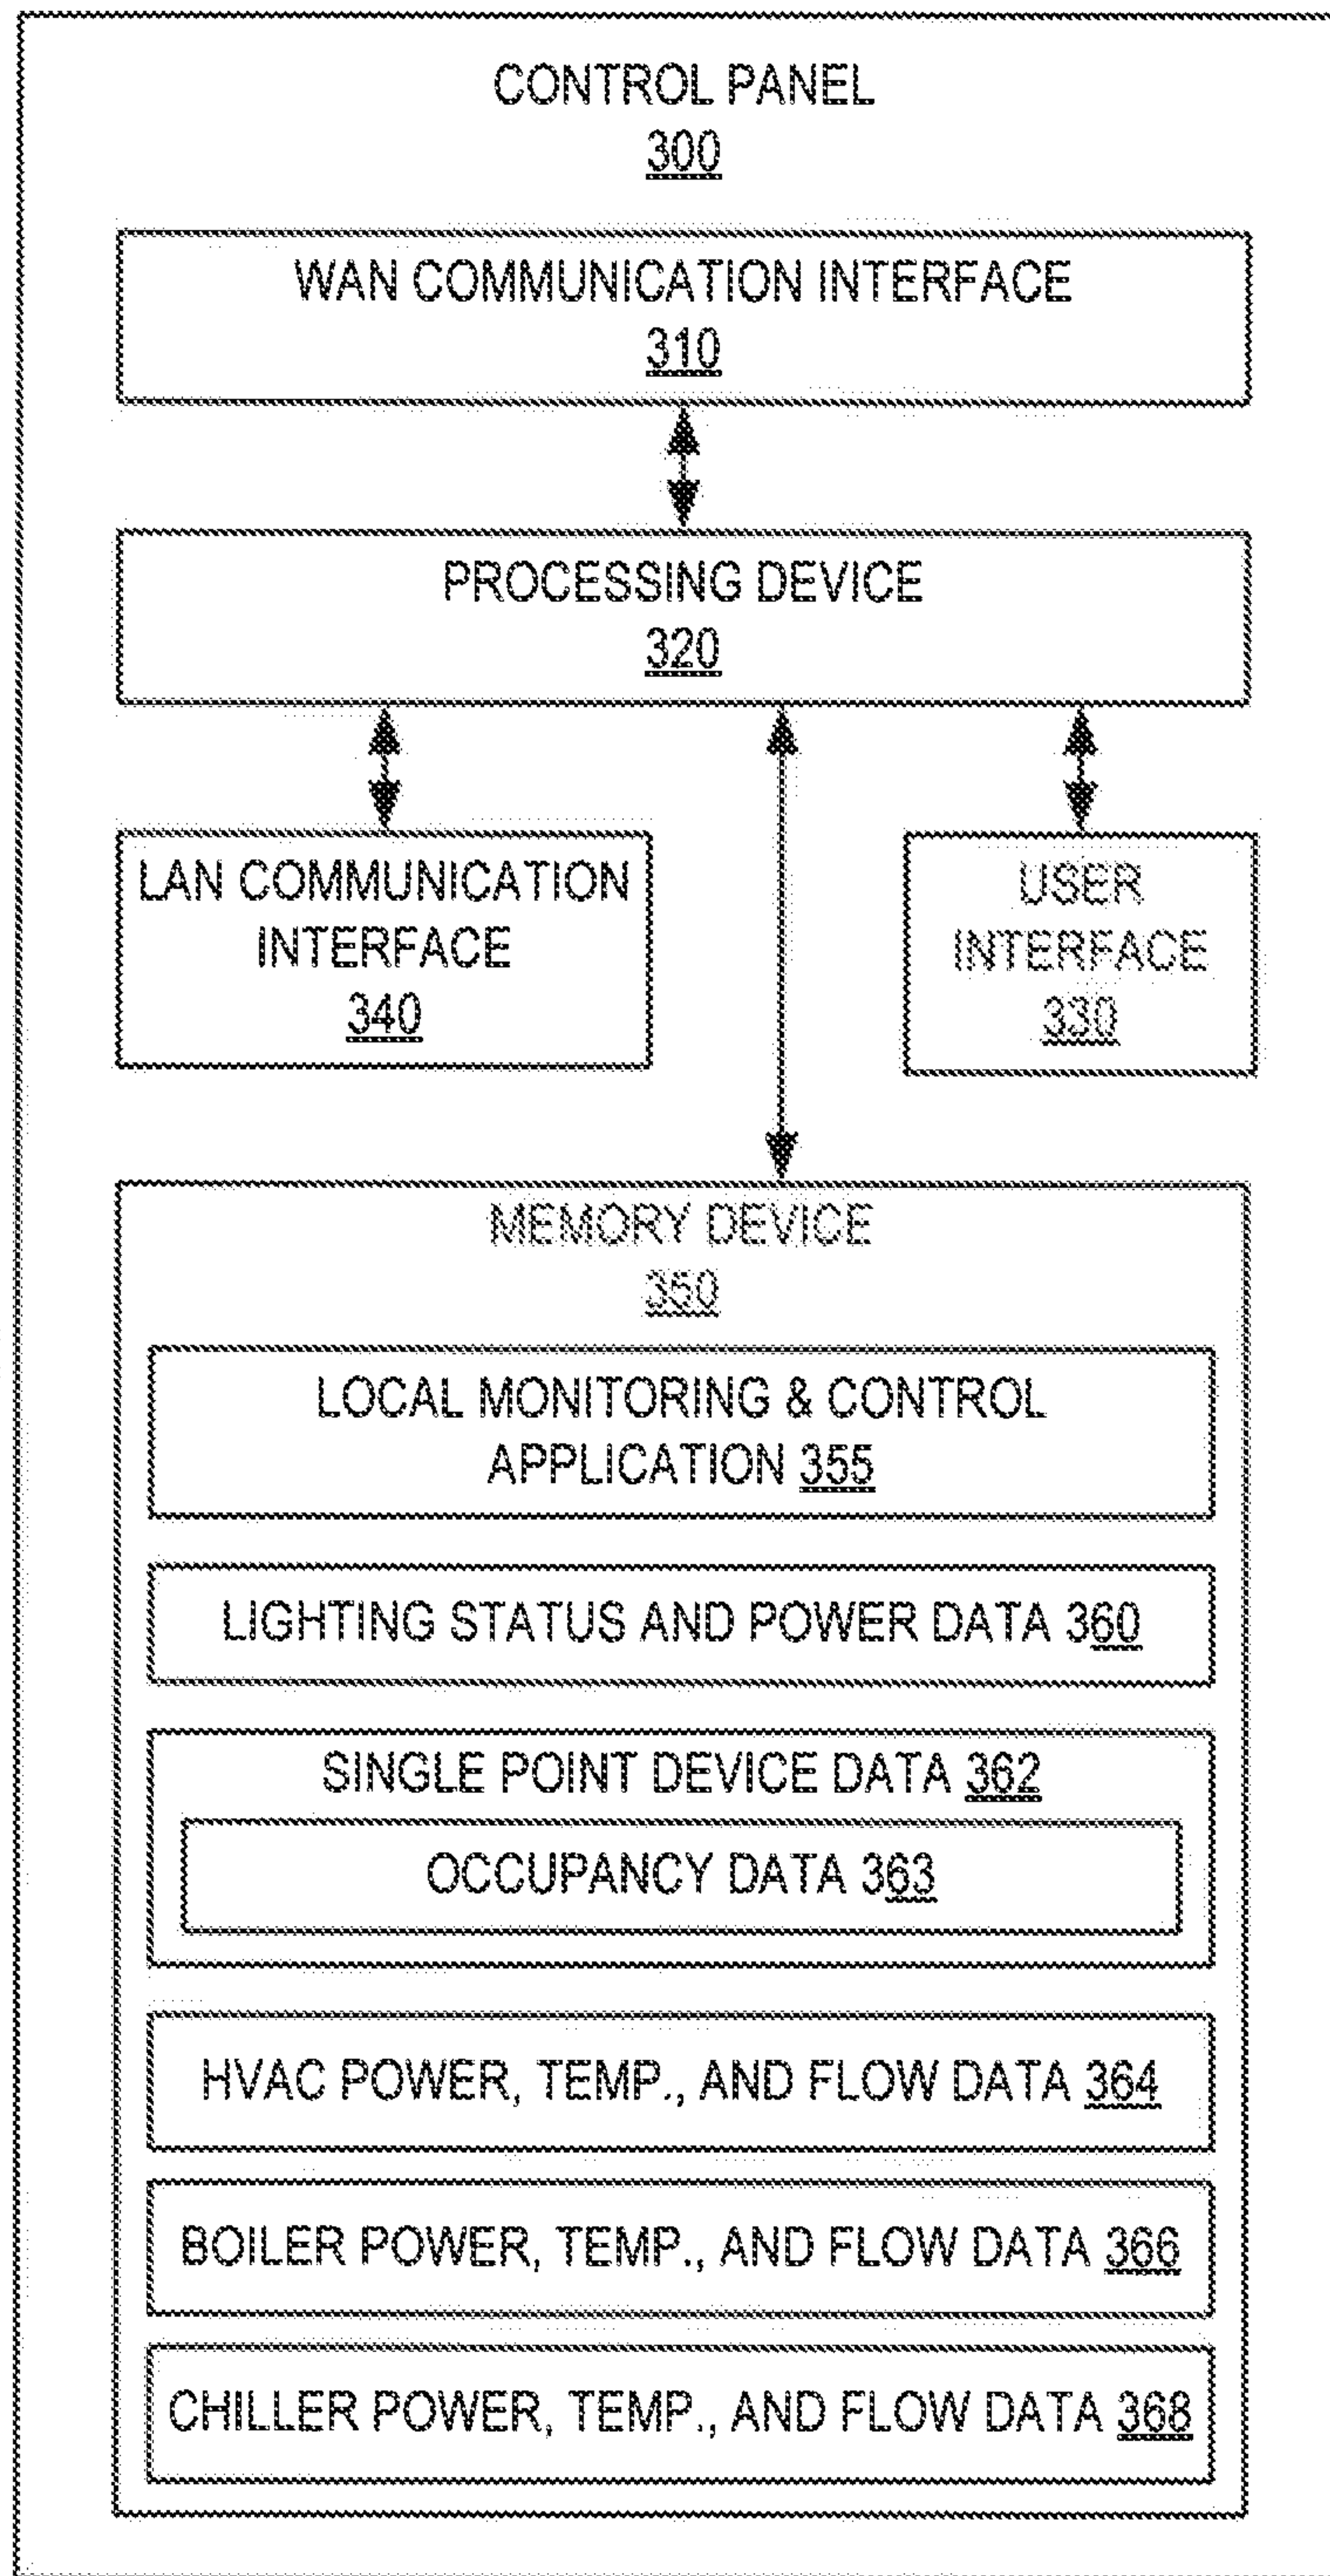 CONTROL PANEL
300
WAN COMMUNICATION INTERFACE
310
PROCESSING DEVICE
320
LAN COMMUNICATION
INTERFACE
340
USER
INTERFACE
330
MEMORY DEVICE
350
LOCAL MONITORING & CONTROL
APPLICATION 355
LIGHTING STATUS AND POWER DATA 360
SINGLE POINT DEVICE DATA 362
OCCUPANCY DATA 363
HVAC POWER, TEMP., AND FLOW DATA 364
BOILER POWER, TEMP., AND FLOW DATA 366
CHILLER POWER, TEMP., AND FLOW DATA 368